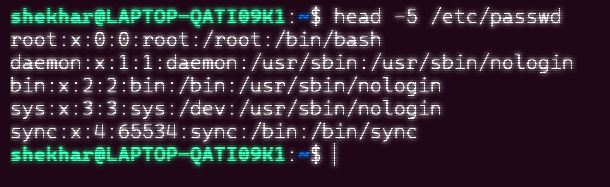 shekhar@LAPTOP-QATI09K1:~$ head -5 /etc/passwd
root:x:0:0:root:/root:/bin/bash
daemon:x:1:1:daemon:/usr/sbin:/usr/sbin/nologin
bin:x:2:2:bin:/bin:/usr/sbin/nologin
sys:x:3:3:sys:/dev:/usr/sbin/nologin
sync:x:4:65534:sync:/bin:/bin/sync
shekhar@LAPTOP-QATI09K1:~$